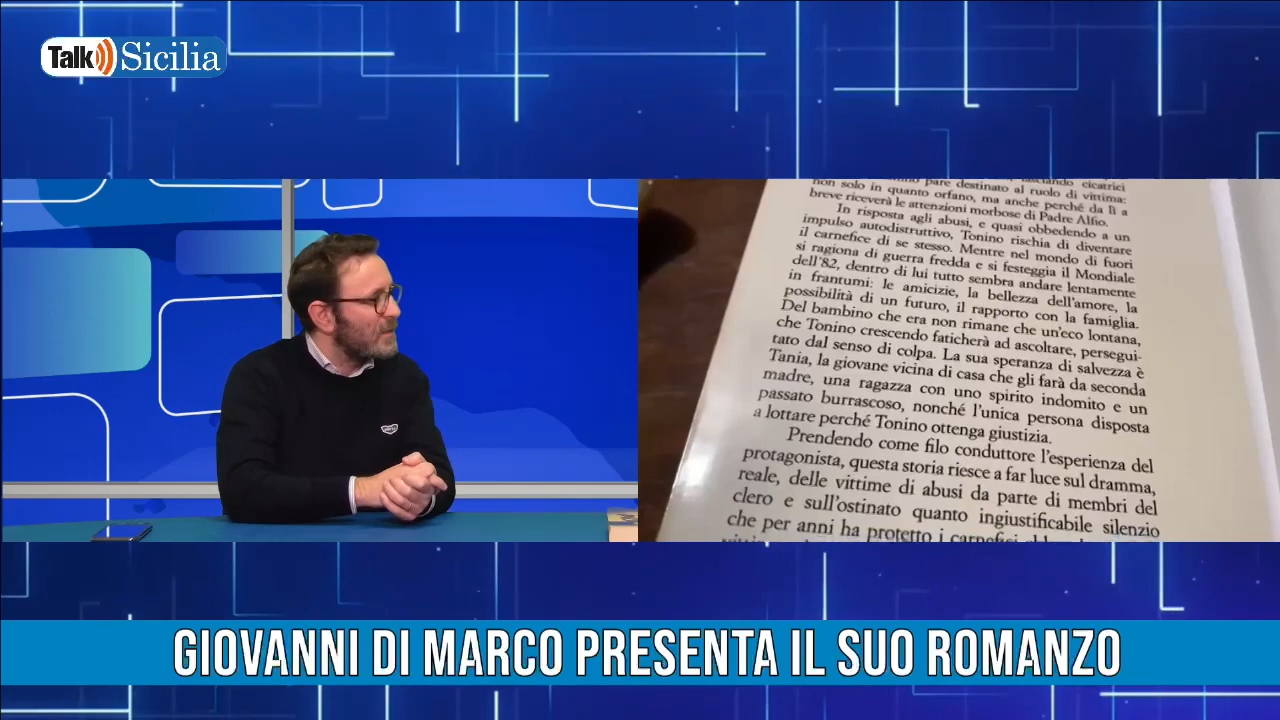 Talk Sicilia
pare destinato al ruolo di vittima:
non solo in quanto orfano, ma anche perché da lì a
breve riceverà le attenzioni morbose di Padre Alfio.
In risposta agli abusi, e quasi obbedendo a un
impulso autodistruttivo, Tonino rischia di diventare
il carnefice di se stesso. Mentre nel mondo di fuori
si ragiona di guerra fredda e si festeggia il Mondiale
dell'82, dentro di lui tutto sembra andare lentamente
in frantumi: le amicizie, la bellezza dell'amore, la
possibilità di un futuro, il rapporto con la famiglia.
Del bambino che era non rimane che un'eco lontana,
che Tonino crescendo faticherà ad ascoltare, persegui-
tato dal senso di colpa. La sua speranza di salvezza è
Tania, la giovane vicina di casa che gli farà da seconda
madre, una ragazza con uno spirito indomito e un
passato burrascoso, nonché l'unica persona disposta
a lottare perché Tonino ottenga giustizia.
Prendendo come filo conduttore l'esperienza del
protagonista, questa storia riesce a far luce sul dramma,
reale, delle vittime di abusi da parte di membri del
clero e sull'ostinato quanto ingiustificabile silenzio
che per anni ha protetto i carnefici
GIOVANNI DI MARCO PRESENTA IL SUO ROMANZO